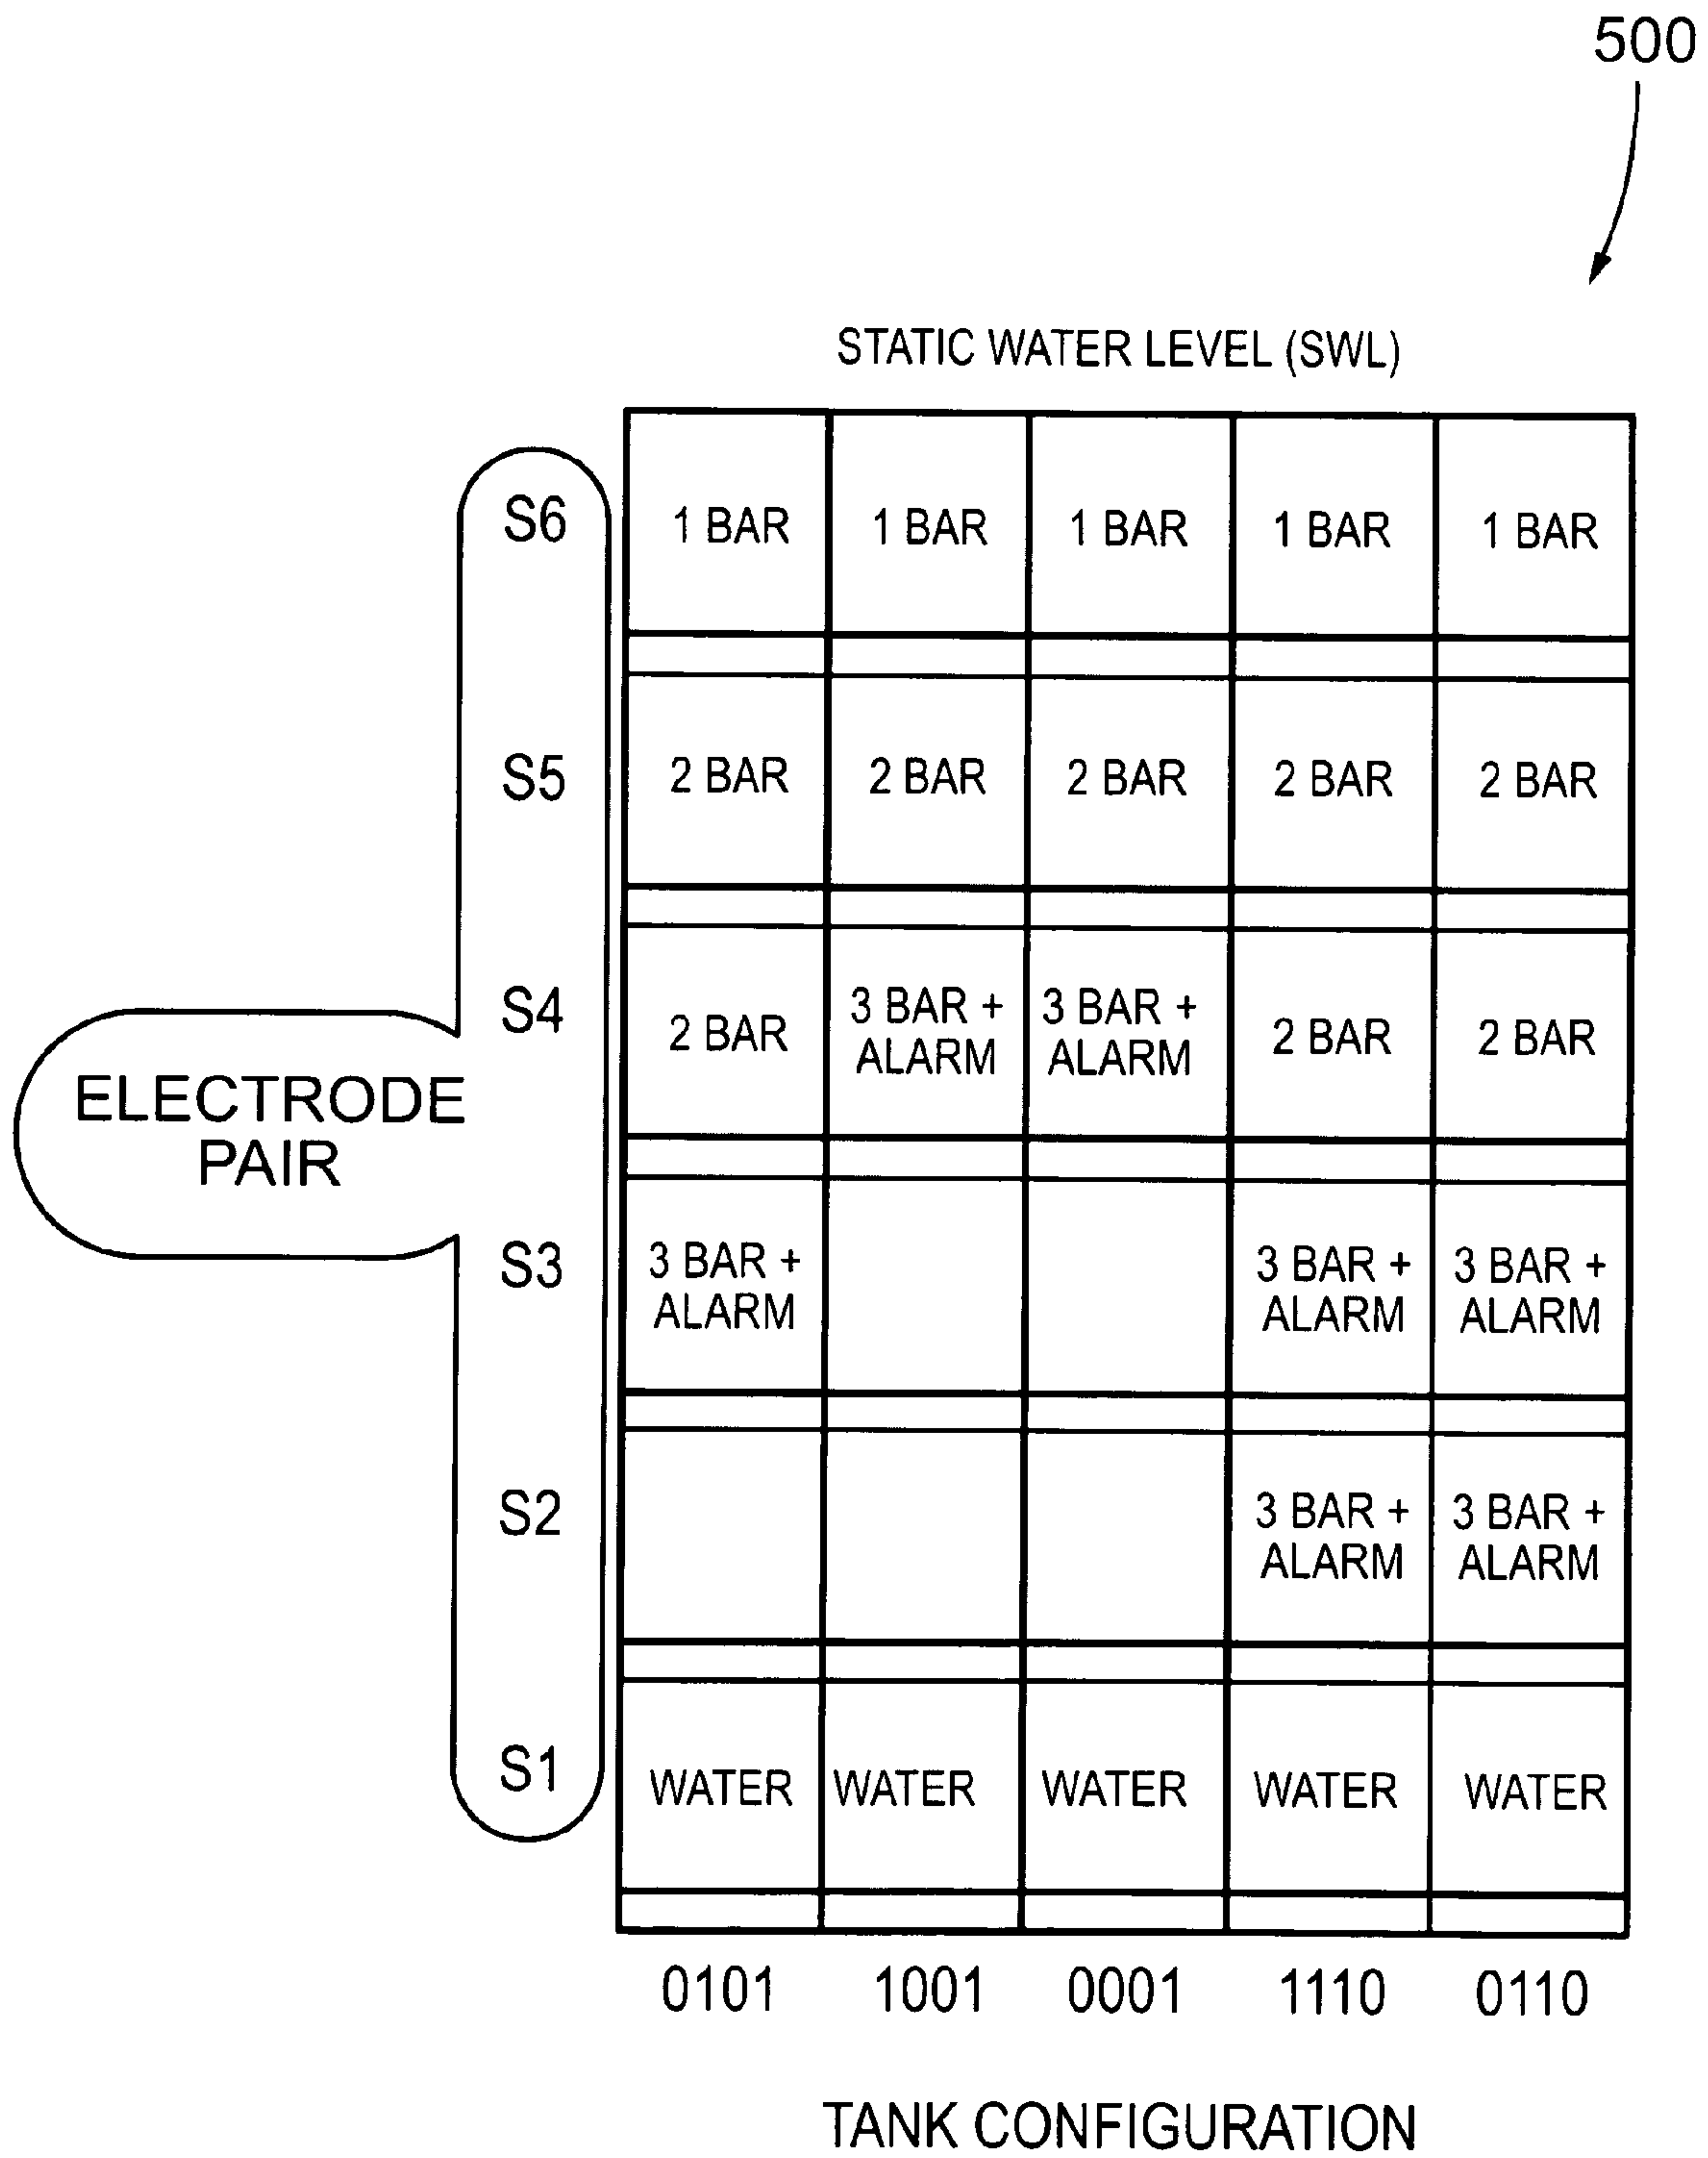 500
STATIC WATER LEVEL (SWL)
S6 1 BAR 1 BAR 1 BAR 1 BAR 1 BAR
S5 2 BAR 2 BAR 2 BAR 2 BAR 2 BAR
S4 2 BAR 3 BAR + ALARM 3 BAR + ALARM 2 BAR 2 BAR
ELECTRODE
PAIR
S3 3 BAR + ALARM 3 BAR + ALARM 3 BAR + ALARM
S2 3 BAR + ALARM 3 BAR + ALARM
S1 WATER WATER WATER WATER WATER
0101 1001 0001 1110 0110
TANK CONFIGURATION